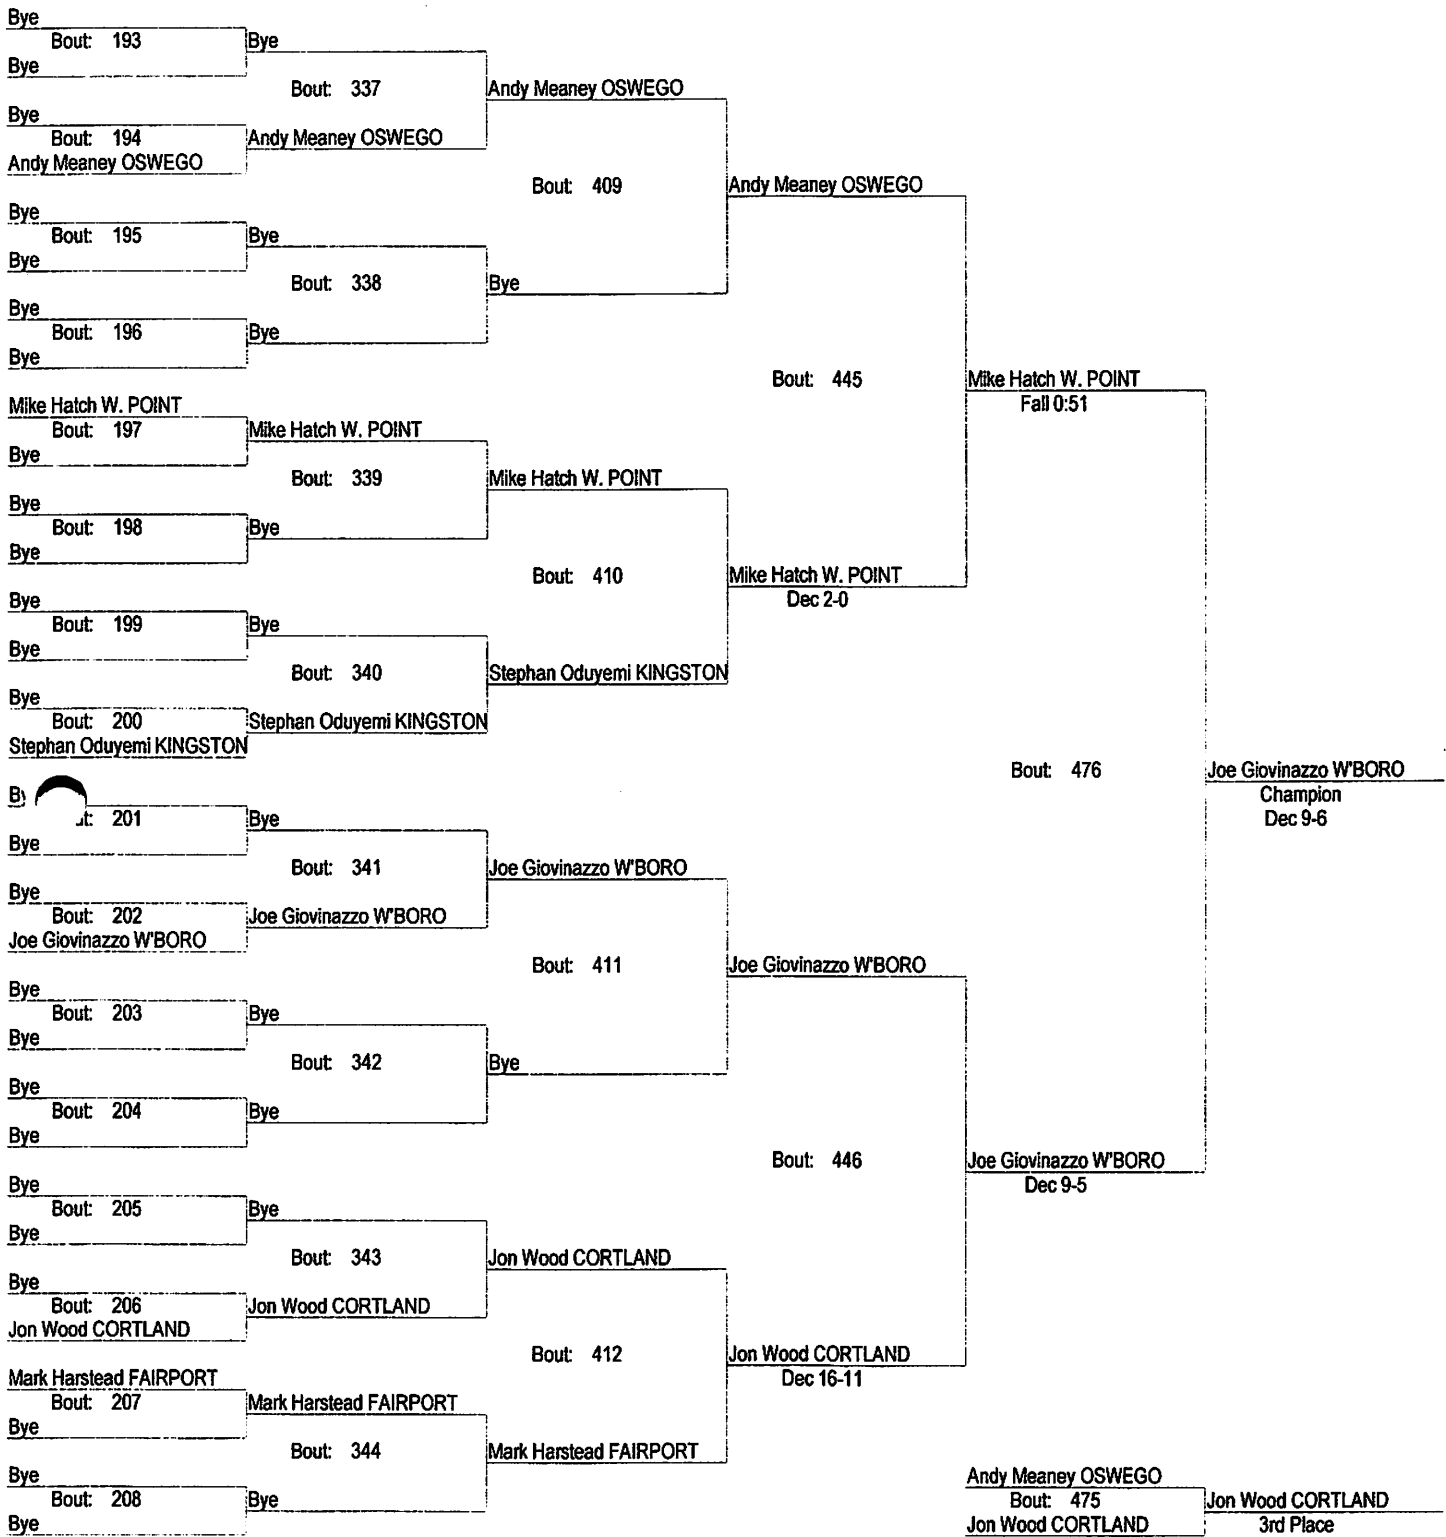 Bye
Bout: 193
Bye
Bye
Bout: 337
Andy Meaney OSWEGO
Bye
Bout: 194
Andy Meaney OSWEGO
Andy Meaney OSWEGO
Bout: 409
Andy Meaney OSWEGO
Bye
Bout: 195
Bye
Bye
Bout: 338
Bye
Bye
Bout: 196
Bye
Bye
Bout: 445
Mike Hatch W. POINT
Fall 0:51
Mike Hatch W. POINT
Bout: 197
Mike Hatch W. POINT
Bye
Bout: 339
Mike Hatch W. POINT
Bye
Bout: 198
Bye
Bye
Bout: 410
Mike Hatch W. POINT
Dec 2-0
Bye
Bout: 199
Bye
Bye
Bout: 340
Stephan Oduyemi KINGSTON
Bye
Bout: 200
Stephan Oduyemi KINGSTON
Stephan Oduyemi KINGSTON
Bout: 476
Joe Giovinazzo W'BORO
Champion
Dec 9-6
201
Bye
Bye
Bout: 341
Joe Giovinazzo W'BORO
Bye
Bout: 202
Joe Giovinazzo W'BORO
Joe Giovinazzo W'BORO
Bout: 411
Joe Giovinazzo W'BORO
Bye
Bout: 203
Bye
Bye
Bout: 342
Bye
Bye
Bout: 204
Bye
Bye
Bout: 446
Joe Giovinazzo W'BORO
Dec 9-5
Bye
Bout: 205
Bye
Bye
Bout: 343
Jon Wood CORTLAND
Bye
Bout: 206
Jon Wood CORTLAND
Jon Wood CORTLAND
Bout: 412
Jon Wood CORTLAND
Dec 16-11
Mark Harstead FAIRPORT
Bout: 207
Mark Harstead FAIRPORT
Bye
Bout: 344
Mark Harstead FAIRPORT
Bye
Bout: 208
Bye
Bye
Andy Meaney OSWEGO
Bout: 475
Jon Wood CORTLAND
Jon Wood CORTLAND
3rd Place